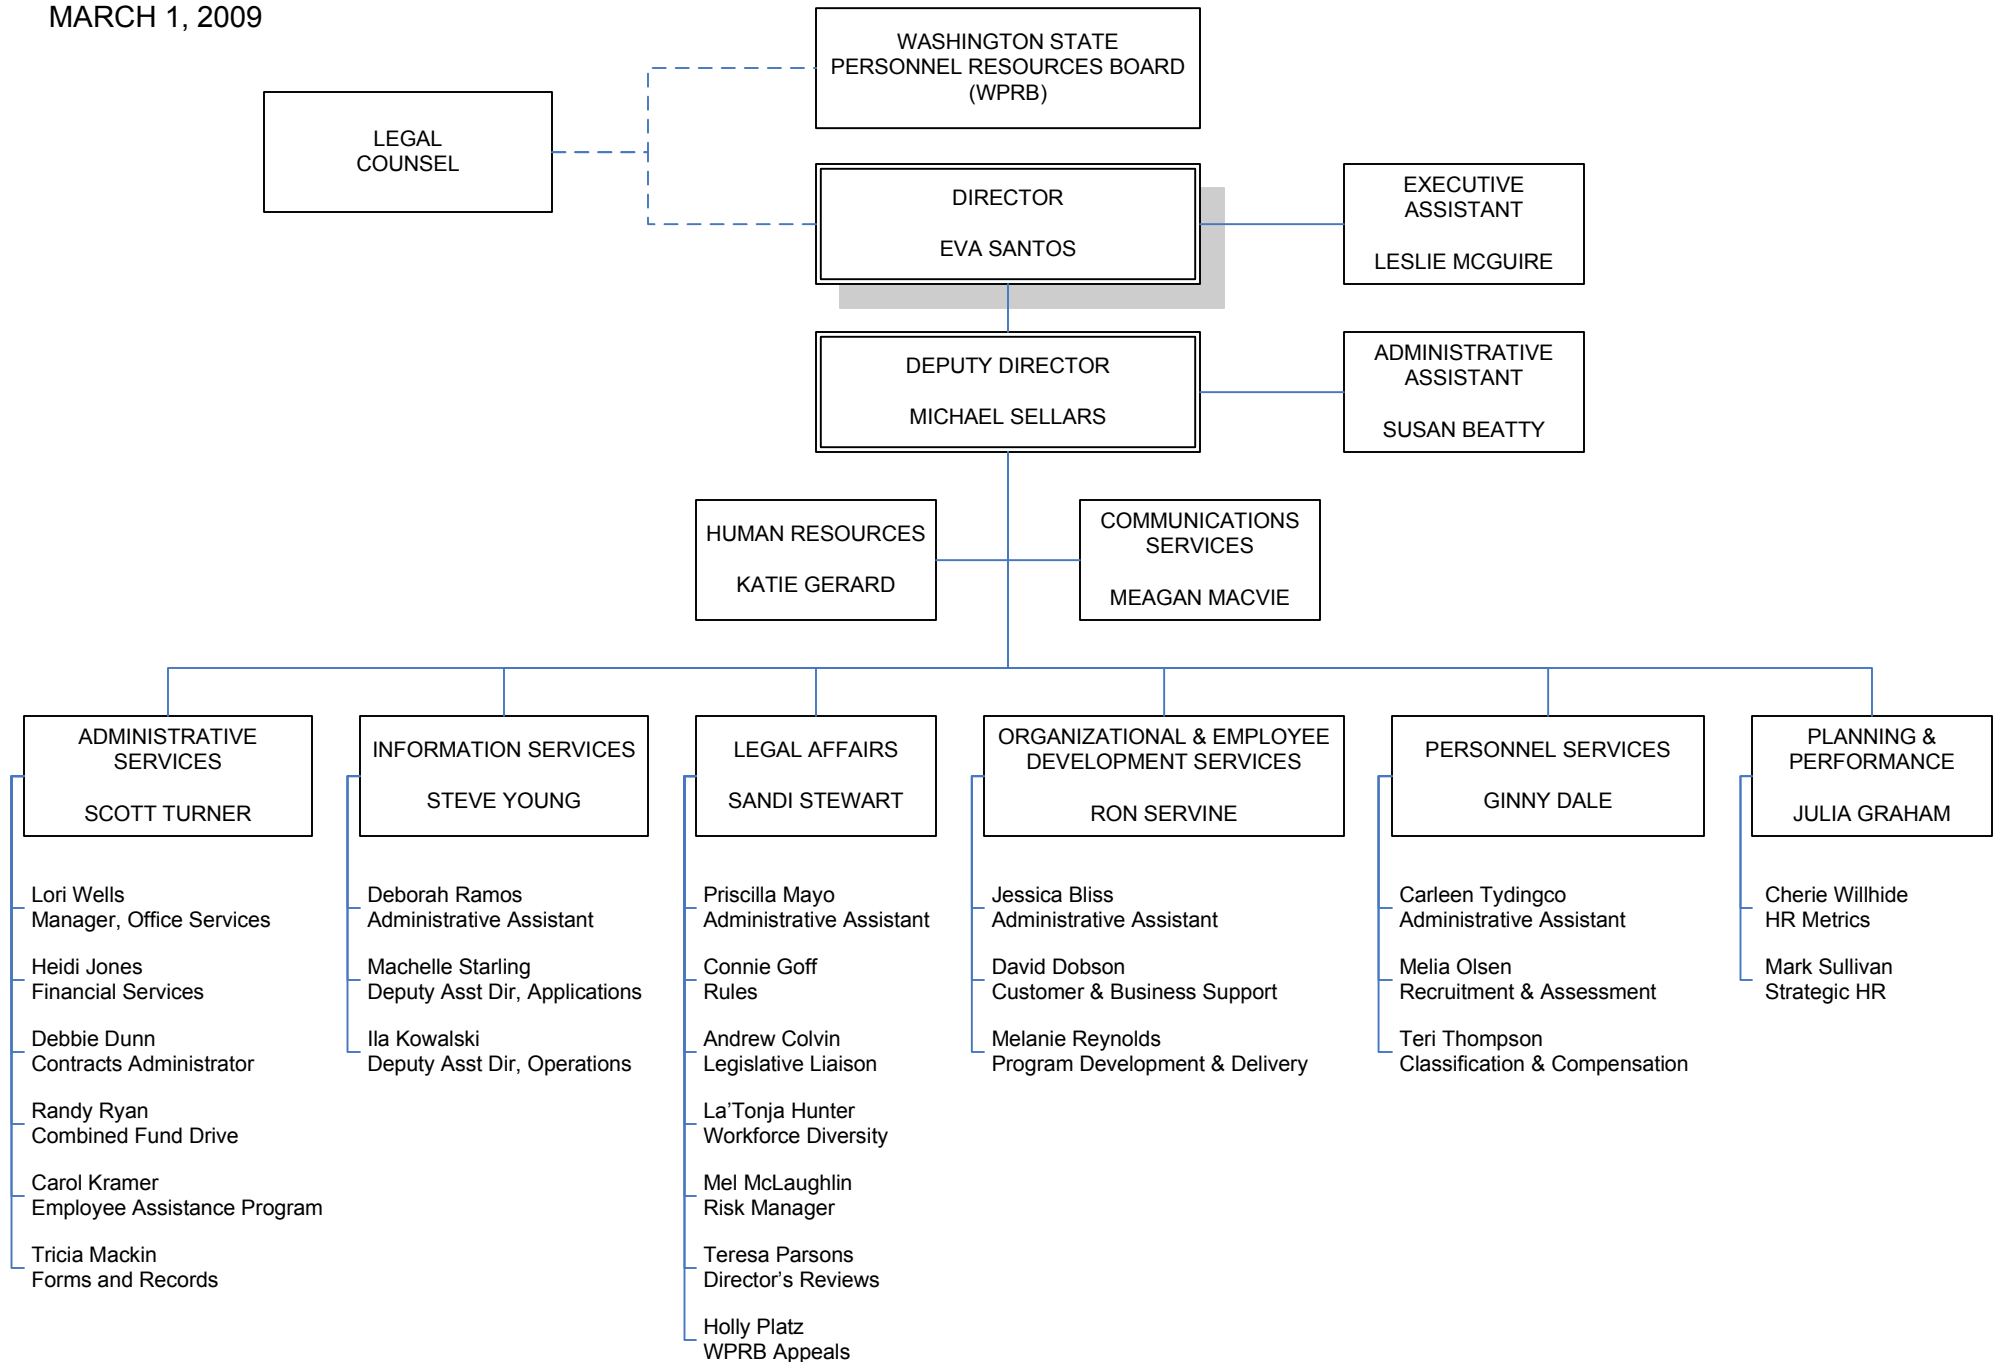 MARCH 1, 2009
WASHINGTON STATE
PERSONNEL RESOURCES BOARD
(WPRB)
LEGAL
COUNSEL
DIRECTOR
EVA SANTOS
EXECUTIVE
ASSISTANT
LESLIE MCGUIRE
DEPUTY DIRECTOR
MICHAEL SELLARS
ADMINISTRATIVE
ASSISTANT
SUSAN BEATTY
HUMAN RESOURCES
KATIE GERARD
COMMUNICATIONS
SERVICES
MEAGAN MACVIE
ADMINISTRATIVE
SERVICES
SCOTT TURNER
Lori Wells
Manager, Office Services
Heidi Jones
Financial Services
Debbie Dunn
Contracts Administrator
Randy Ryan
Combined Fund Drive
Carol Kramer
Employee Assistance Program
Tricia Mackin
Forms and Records
INFORMATION SERVICES
STEVE YOUNG
Deborah Ramos
Administrative Assistant
Machelle Starling
Deputy Asst Dir, Applications
Ila Kowalski
Deputy Asst Dir, Operations
LEGAL AFFAIRS
SANDI STEWART
Priscilla Mayo
Administrative Assistant
Connie Goff
Rules
Andrew Colvin
Legislative Liaison
La’Tonja Hunter
Workforce Diversity
Mel McLaughlin
Risk Manager
Teresa Parsons
Director’s Reviews
Holly Platz
WPRB Appeals
ORGANIZATIONAL & EMPLOYEE
DEVELOPMENT SERVICES
RON SERVINE
Jessica Bliss
Administrative Assistant
David Dobson
Customer & Business Support
Melanie Reynolds
Program Development & Delivery
PERSONNEL SERVICES
GINNY DALE
Carleen Tydingco
Administrative Assistant
Melia Olsen
Recruitment & Assessment
Teri Thompson
Classification & Compensation
PLANNING &
PERFORMANCE
JULIA GRAHAM
Cherie Willhide
HR Metrics
Mark Sullivan
Strategic HR